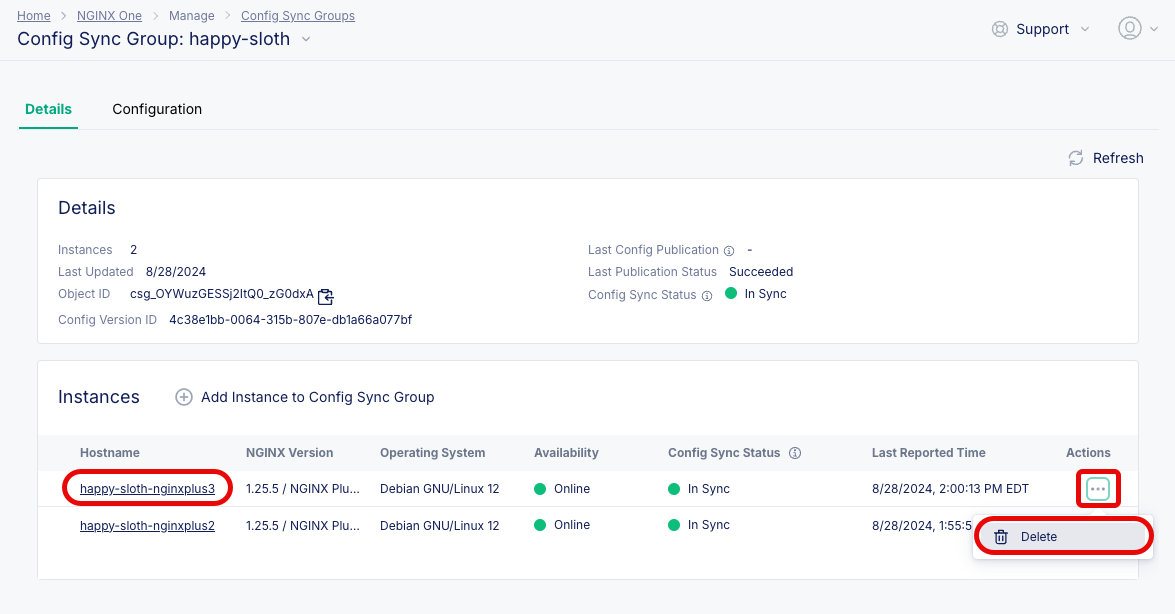 Home > NGINX One > Manage > Config Sync Groups
Config Sync Group: happy-sloth
Support
Details
Configuration
Refresh
Details
Instances 2
Last Updated 8/28/2024
Object ID csg_OYWuzGESSj2ltQ0_zG0dxA
Config Version ID 4c38e1bb-0064-315b-807e-db1a66a077bf
Last Config Publication -
Last Publication Status Succeeded
Config Sync Status In Sync
Instances
Add Instance to Config Sync Group
Hostname NGINX Version Operating System Availability Config Sync Status Last Reported Time Actions
happy-sloth-nginxplus3 1.25.5 / NGINX Plu... Debian GNU/Linux 12 Online In Sync 8/28/2024, 2:00:13 PM EDT
happy-sloth-nginxplus2 1.25.5 / NGINX Plu... Debian GNU/Linux 12 Online In Sync 8/28/2024, 1:55:5
Delete